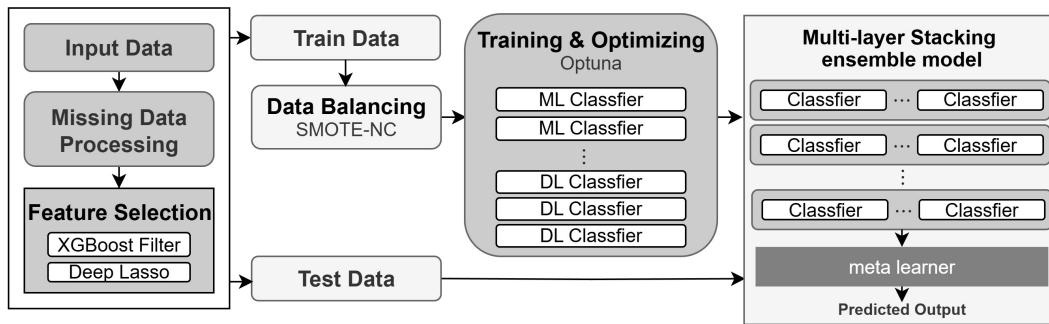 Input Data
Missing Data
Processing
Feature Selection
XGBoost Filter
Deep Lasso
Train Data
Data Balancing
SMOTE-NC
Test Data
Training & Optimizing
Optuna
ML Classfier
ML Classfier
⋮
DL Classfier
DL Classfier
DL Classfier
Multi-layer Stacking
ensemble model
Classfier ··· Classfier
Classfier ··· Classfier
⋮
Classfier ··· Classfier
meta learner
Predicted Output